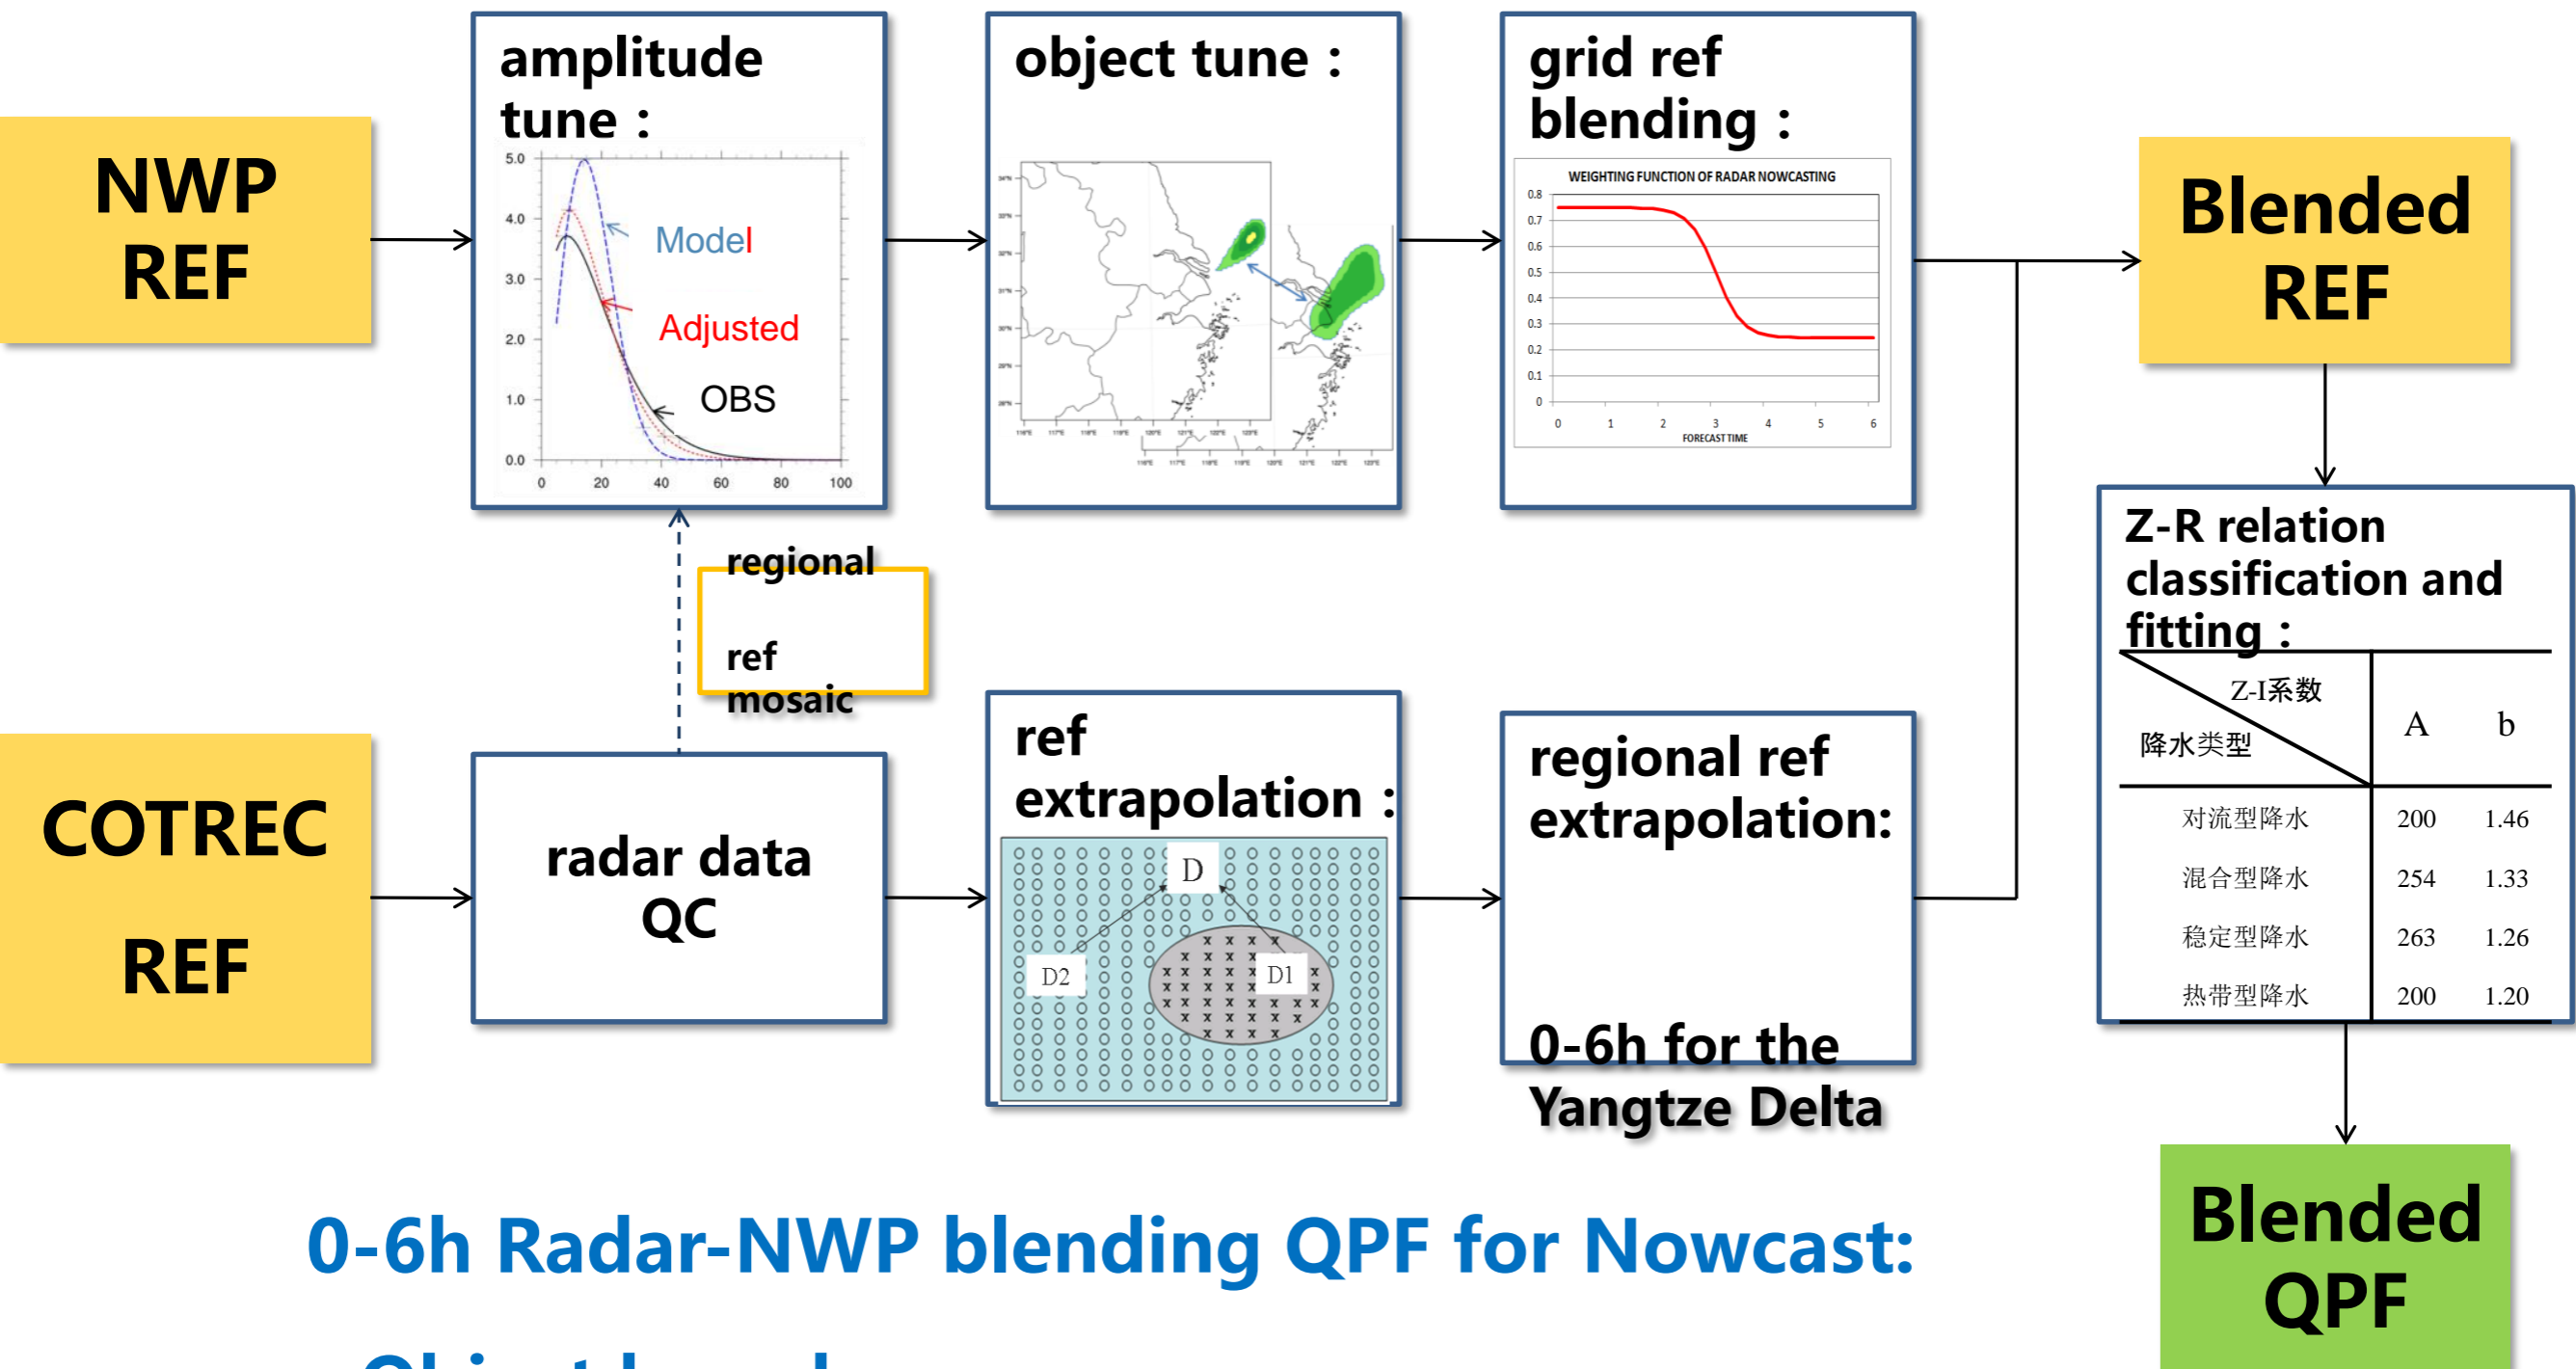 NWP
REF
amplitude
tune：
5.0
4.0
3.0
2.0
1.0
0.0
0 20 40 60 80 100
Model
Adjusted
OBS
object tune：
grid ref
blending：
WEIGHTING FUNCTION OF RADAR NOWCASTING
0.8
0.7
0.6
0.5
0.4
0.3
0.2
0.1
0
0 1 2 3 4 5 6
FORECAST TIME
Blended
REF
regional
ref
mosaic
COTREC
REF
radar data
QC
ref
extrapolation：
D
D2
D1
regional ref
extrapolation:
0-6h for the
Yangtze Delta
Z-R relation
classification and
fitting：
Z-I系数
降水类型
A b
对流型降水 200 1.46
混合型降水 254 1.33
稳定型降水 263 1.26
热带型降水 200 1.20
Blended
QPF
0-6h Radar-NWP blending QPF for Nowcast: